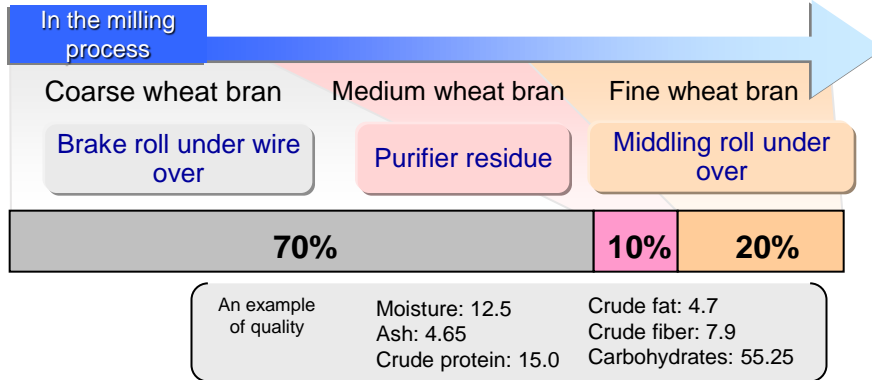 In the milling
process
Coarse wheat bran
Medium wheat bran
Fine wheat bran
Brake roll under wire
over
Purifier residue
Middling roll under
over
70%
10%
20%
An example
of quality
Moisture: 12.5
Ash: 4.65
Crude protein: 15.0
Crude fat: 4.7
Crude fiber: 7.9
Carbohydrates: 55.25